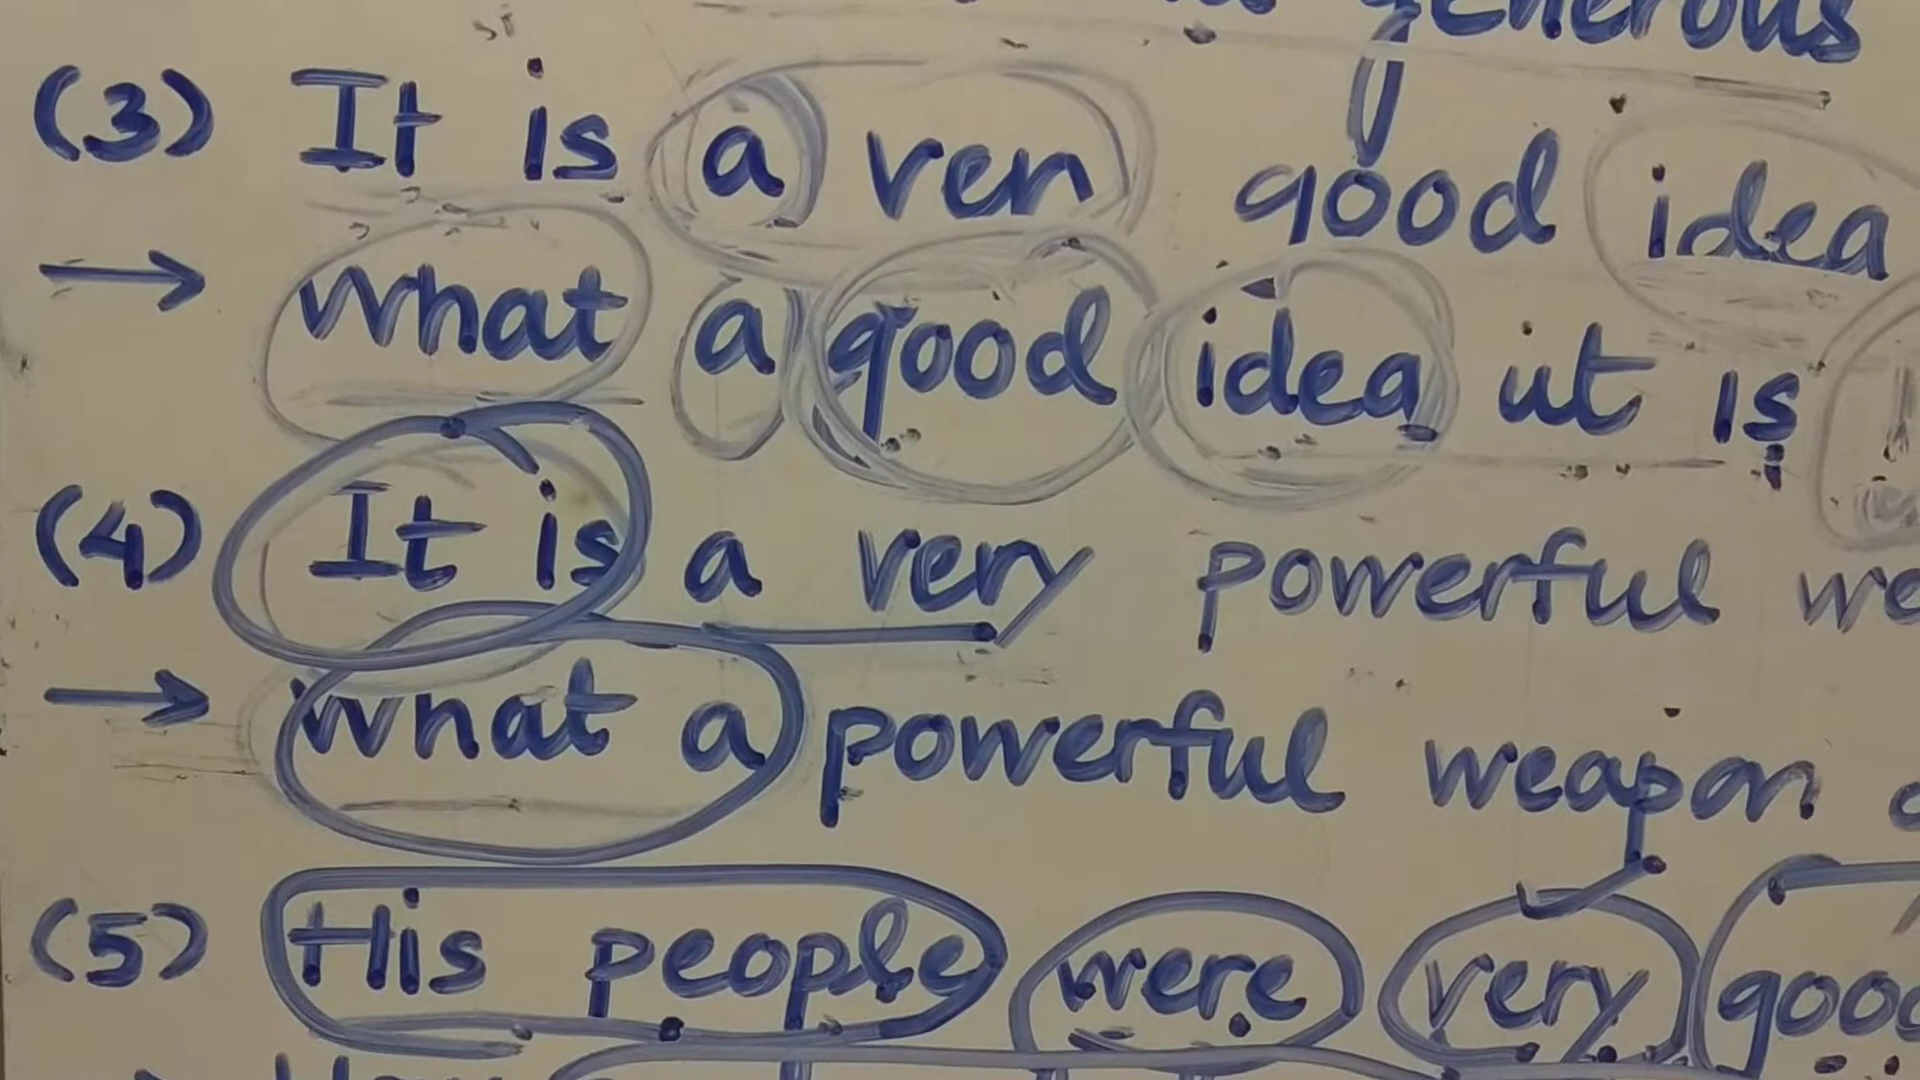 generous
(3) It is a ven good idea
→ What a good idea it is
(4) It is a very powerful we
→ What a powerful weapon
(5) His people were very good